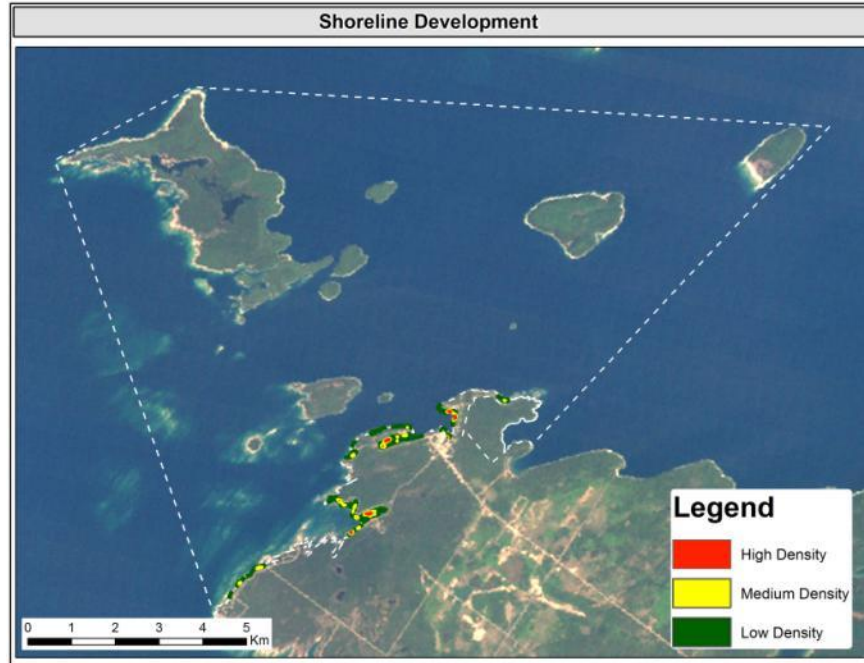 Shoreline Development
Legend
High Density
Medium Density
Low Density
0 1 2 3 4 5
Km